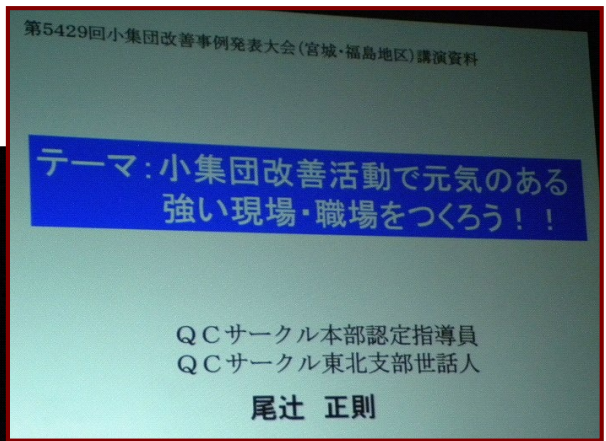 第5429回小集団改善事例発表大会(宮城・福島地区)講演資料
テーマ:小集団改善活動で元気のある
強い現場・職場をつくろう!!
QCサークル本部認定指導員
QCサークル東北支部世話人
尾辻 正則